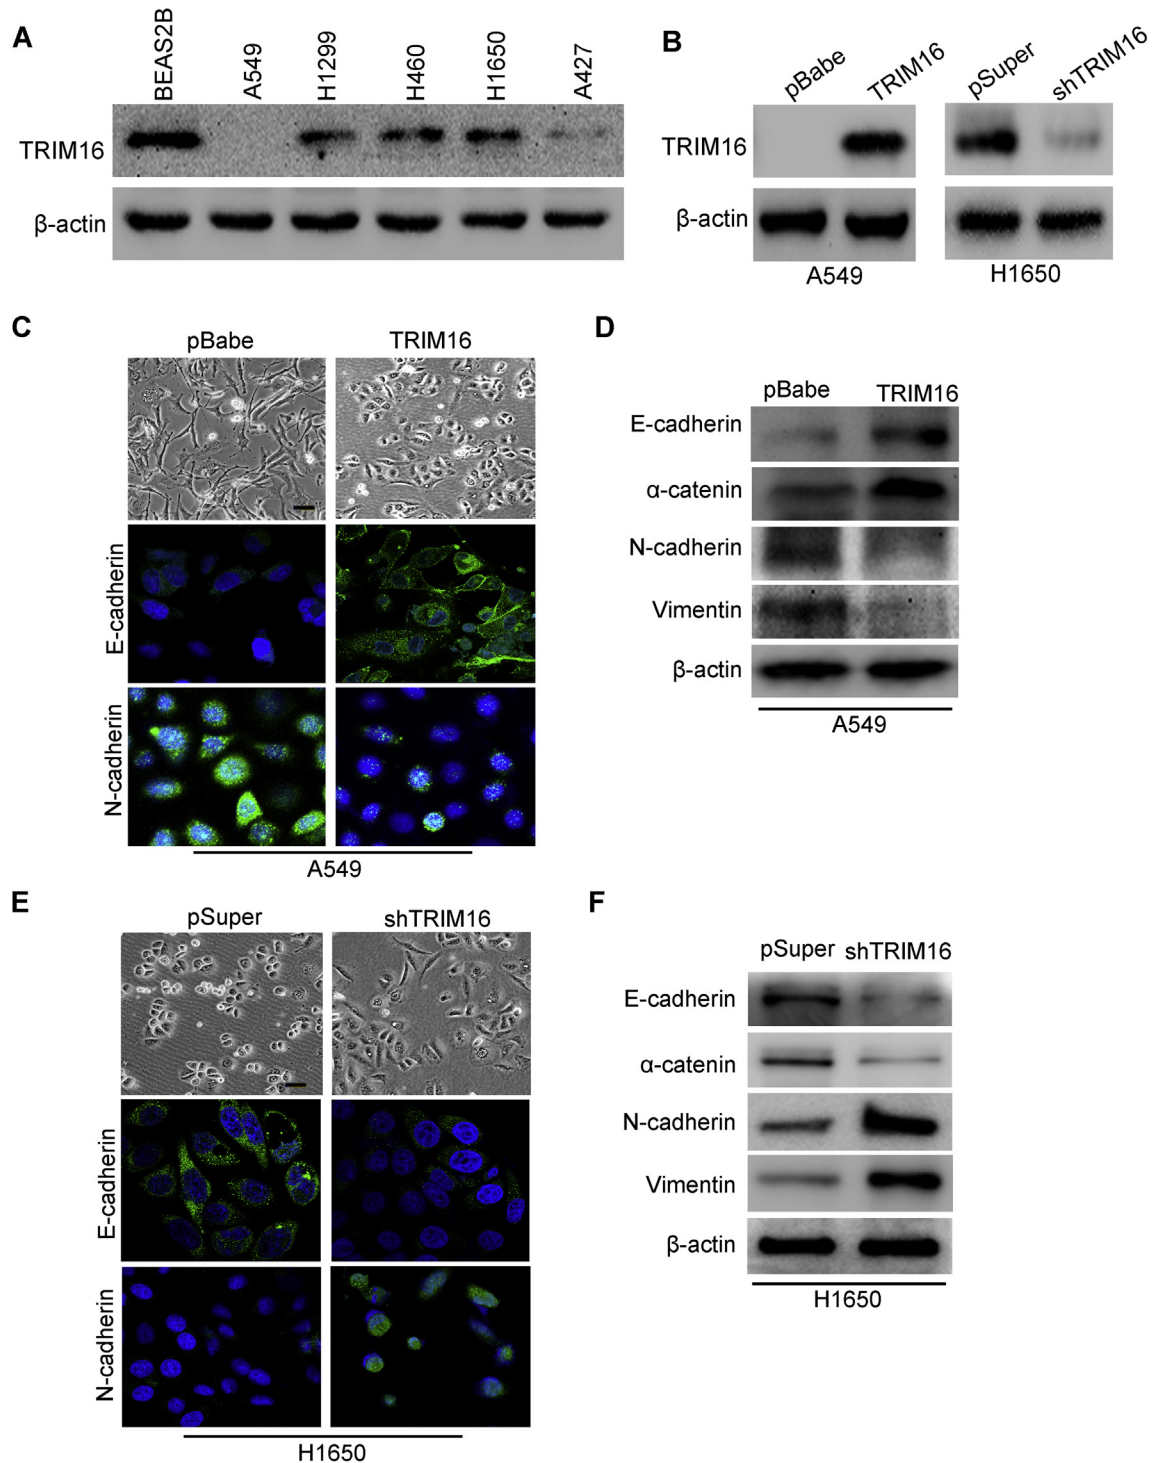 A
BEAS2B
A549
H1299
H460
H1650
A427
TRIM16
β-actin
B
pBabe
TRIM16
pSuper
shTRIM16
TRIM16
β-actin
A549
H1650
C
pBabe
TRIM16
E-cadherin
N-cadherin
A549
D
pBabe
TRIM16
E-cadherin
α-catenin
N-cadherin
Vimentin
β-actin
A549
E
pSuper
shTRIM16
E-cadherin
N-cadherin
H1650
F
pSuper
shTRIM16
E-cadherin
α-catenin
N-cadherin
Vimentin
β-actin
H1650